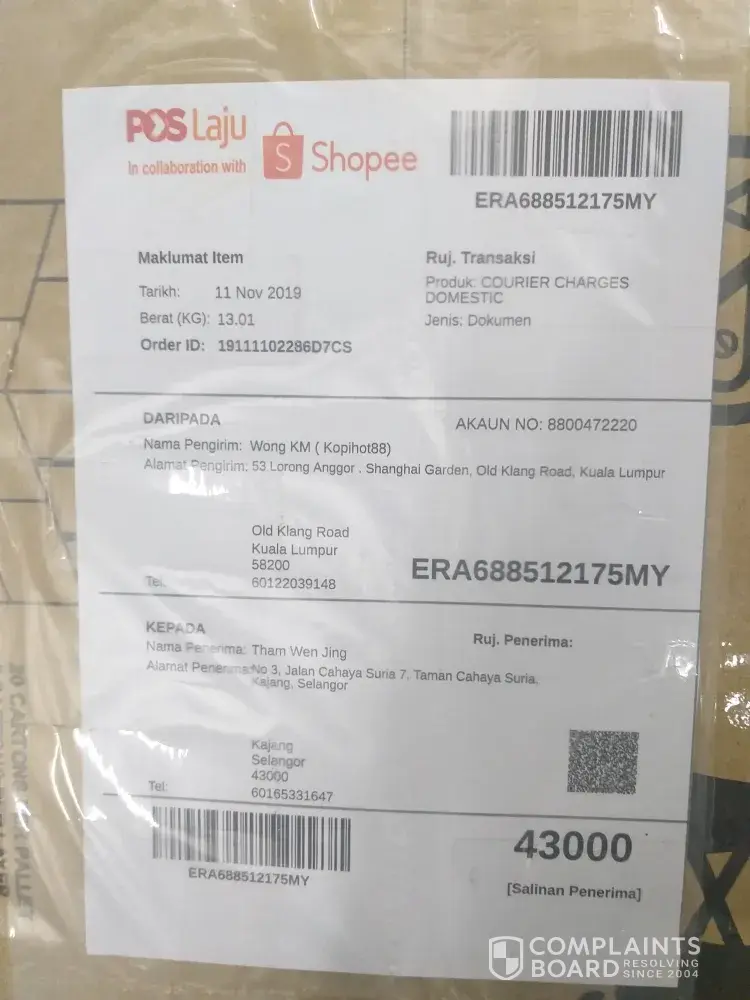 POS Laju
In collaboration with
S Shopee
ERA688512175MY
Maklumat Item
Tarikh: 11 Nov 2019
Berat (KG): 13.01
Order ID: 19111102286D7CS
Ruj. Transaksi
Produk: COURIER CHARGES
DOMESTIC
Jenis: Dokumen
DARIPADA
AKAUN NO: 8800472220
Nama Pengirim: Wong KM ( Kopihot88)
Alamat Pengirim: 53 Lorong Anggor . Shanghai Garden, Old Klang Road, Kuala Lumpur
Old Klang Road
Kuala Lumpur
58200
Tel: 60122039148
ERA688512175MY
KEPADA
Ruj. Penerima:
Nama Penerima: Tham Wen Jing
Alamat Penerima: No 3, Jalan Cahaya Suria 7, Taman Cahaya Suria,
Kajang, Selangor
Kajang
Selangor
43000
Tel: 60165331647
ERA688512175MY
43000
[Salinan Penerima]
20 CARTONS
PALLET
COMPLAINTS
BOARD RESOLVING
SINCE 2004